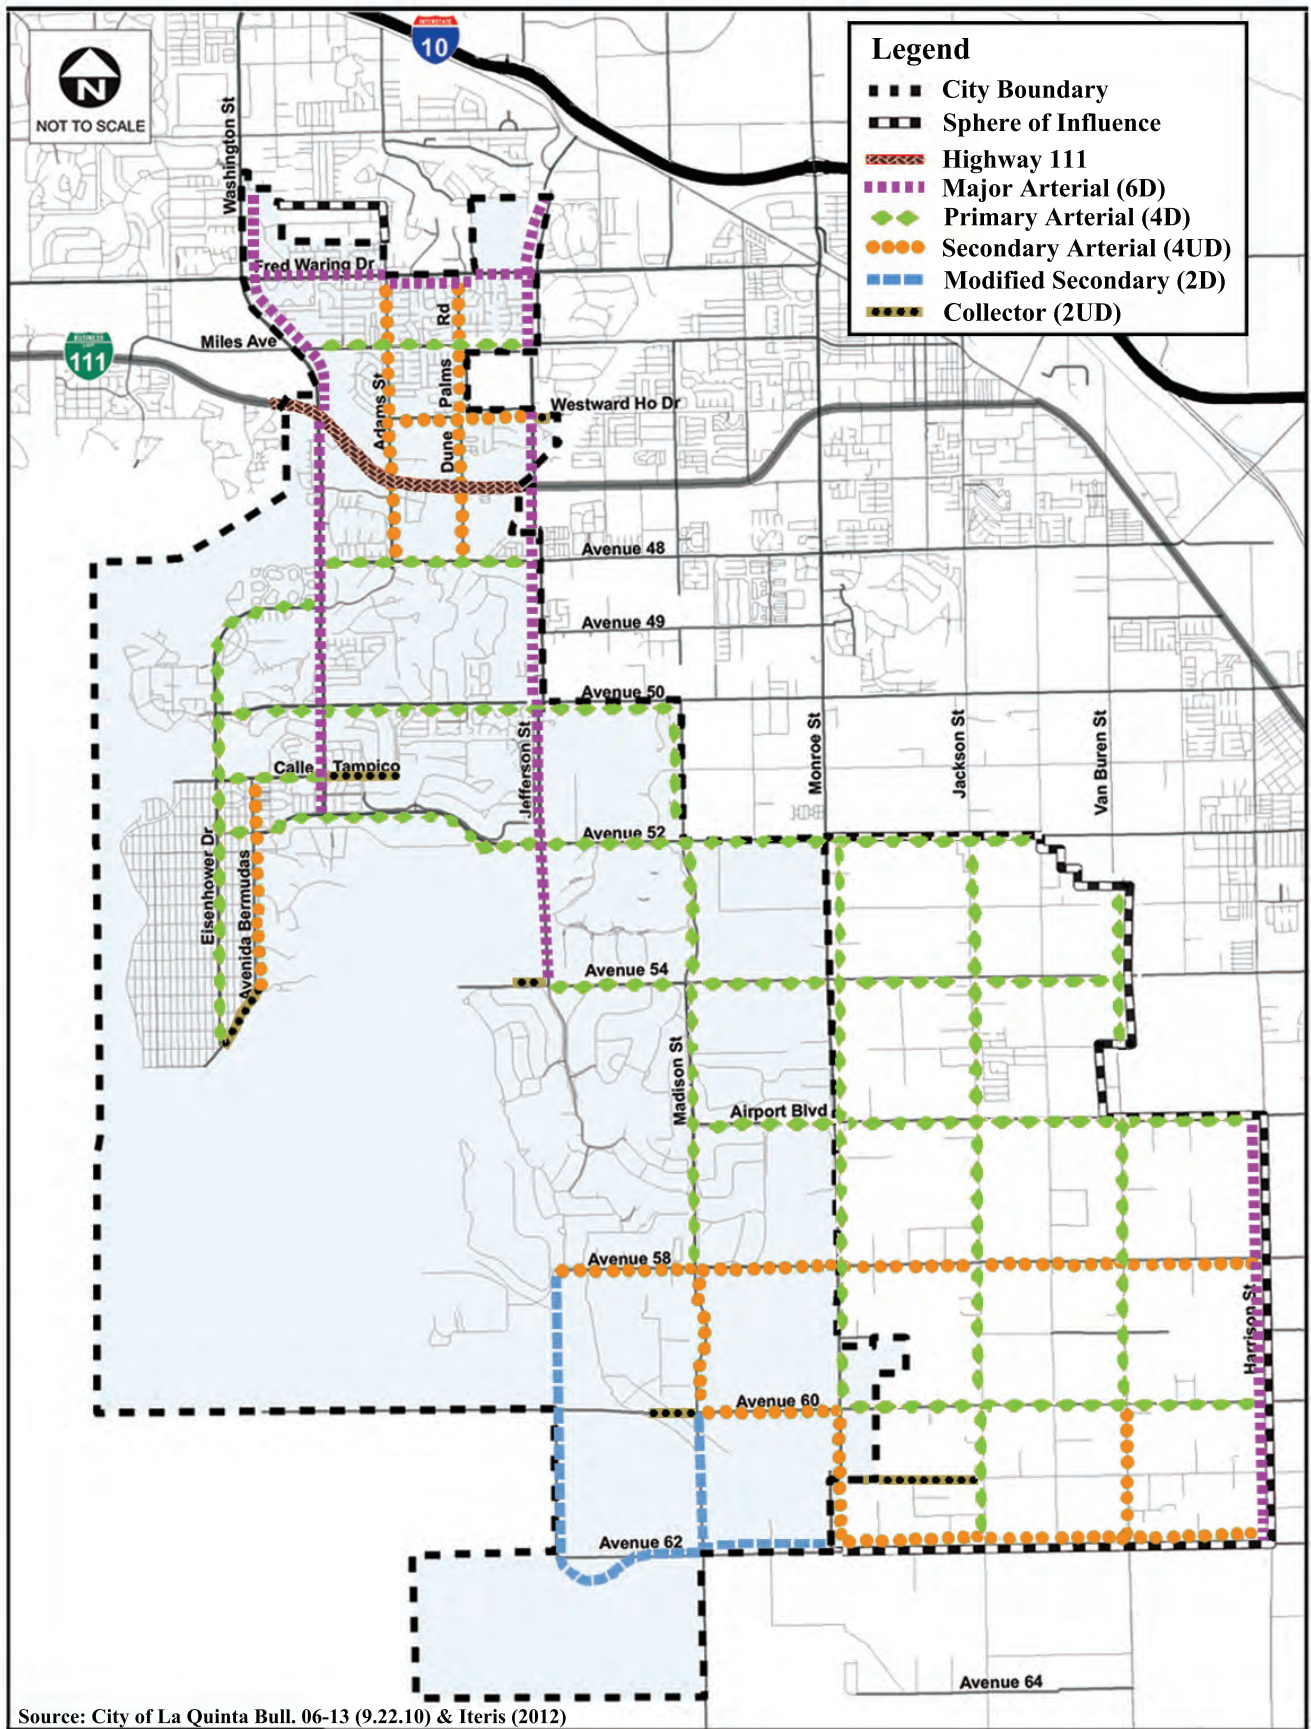 INTERSTATE
10
N
NOT TO SCALE
Legend
City Boundary
Sphere of Influence
Highway 111
Major Arterial (6D)
Primary Arterial (4D)
Secondary Arterial (4UD)
Modified Secondary (2D)
Collector (2UD)
Washington St
Fred Waring Dr
Miles Ave
BUSINESS
LOOP
111
Adams St
Dune Palms Rd
Westward Ho Dr
Avenue 48
Avenue 49
Avenue 50
Calle Tampico
Jefferson St
Monroe St
Jackson St
Van Buren St
Avenue 52
Eisenhower Dr
Avenida Bermudas
Avenue 54
Madison St
Airport Blvd
Avenue 58
Harrison St
Avenue 60
Avenue 62
Avenue 64
Source: City of La Quinta Bull. 06-13 (9.22.10) & Iteris (2012)